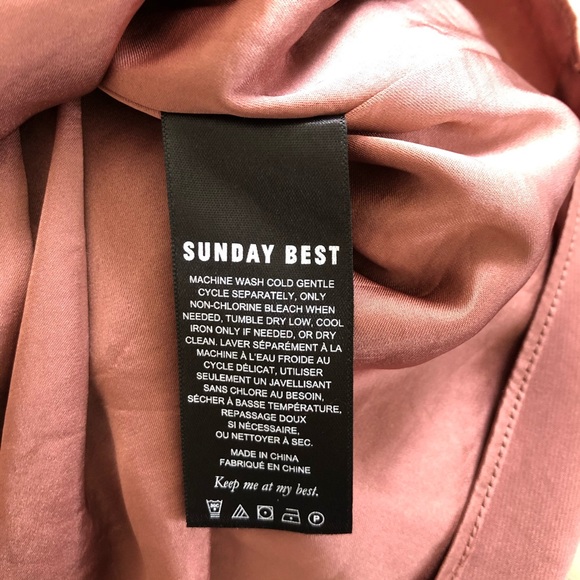 SUNDAY BEST
MACHINE WASH COLD GENTLE
CYCLE SEPARATELY, ONLY
NON-CHLORINE BLEACH WHEN
NEEDED, TUMBLE DRY LOW, COOL
IRON ONLY IF NEEDED, OR DRY
CLEAN. LAVER SÉPARÉMENT À LA
MACHINE À L'EAU FROIDE AU
CYCLE DÉLICAT, UTILISER
SEULEMENT UN JAVELLISANT
SANS CHLORE AU BESOIN,
SÉCHER À BASSE TEMPÉRATURE,
REPASSAGE DOUX
SI NÉCESSAIRE,
OU NETTOYER À SEC.
MADE IN CHINA
FABRIQUÉ EN CHINE
Keep me at my best.
P